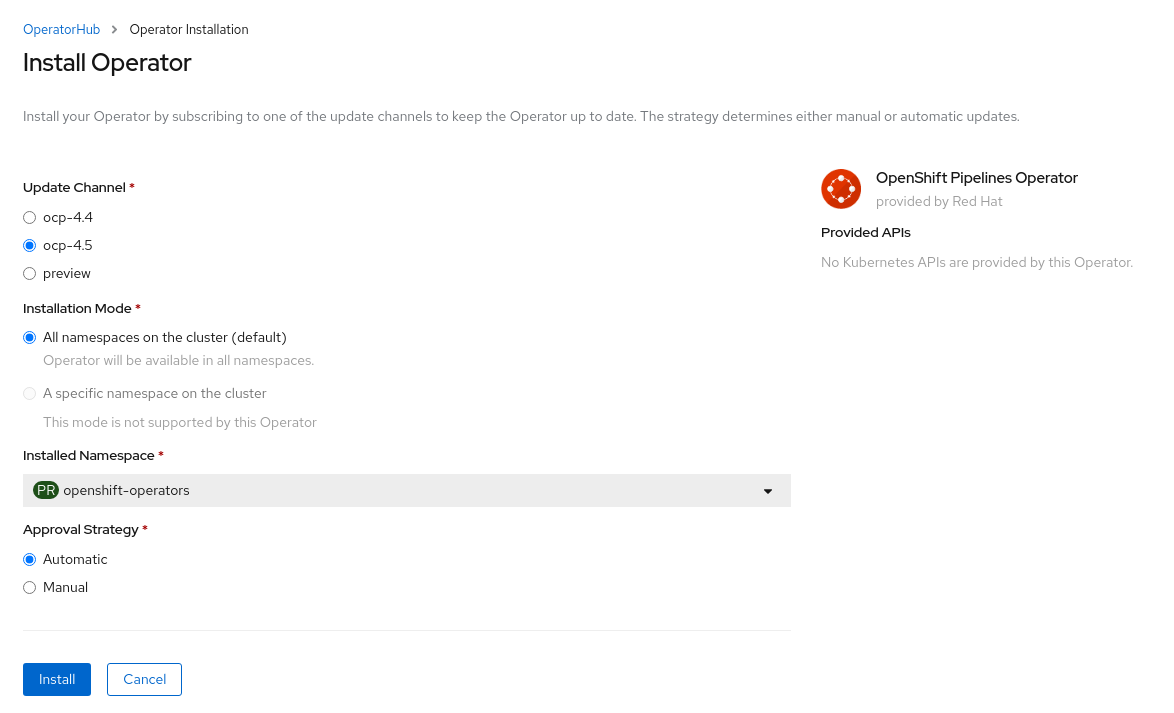 OperatorHub > Operator Installation
Install Operator
Install your Operator by subscribing to one of the update channels to keep the Operator up to date. The strategy determines either manual or automatic updates.
Update Channel *
ocp-4.4
ocp-4.5
preview
Installation Mode *
All namespaces on the cluster (default)
Operator will be available in all namespaces.
A specific namespace on the cluster
This mode is not supported by this Operator
Installed Namespace *
PR openshift-operators
Approval Strategy *
Automatic
Manual
Install Cancel
OpenShift Pipelines Operator
provided by Red Hat
Provided APIs
No Kubernetes APIs are provided by this Operator.